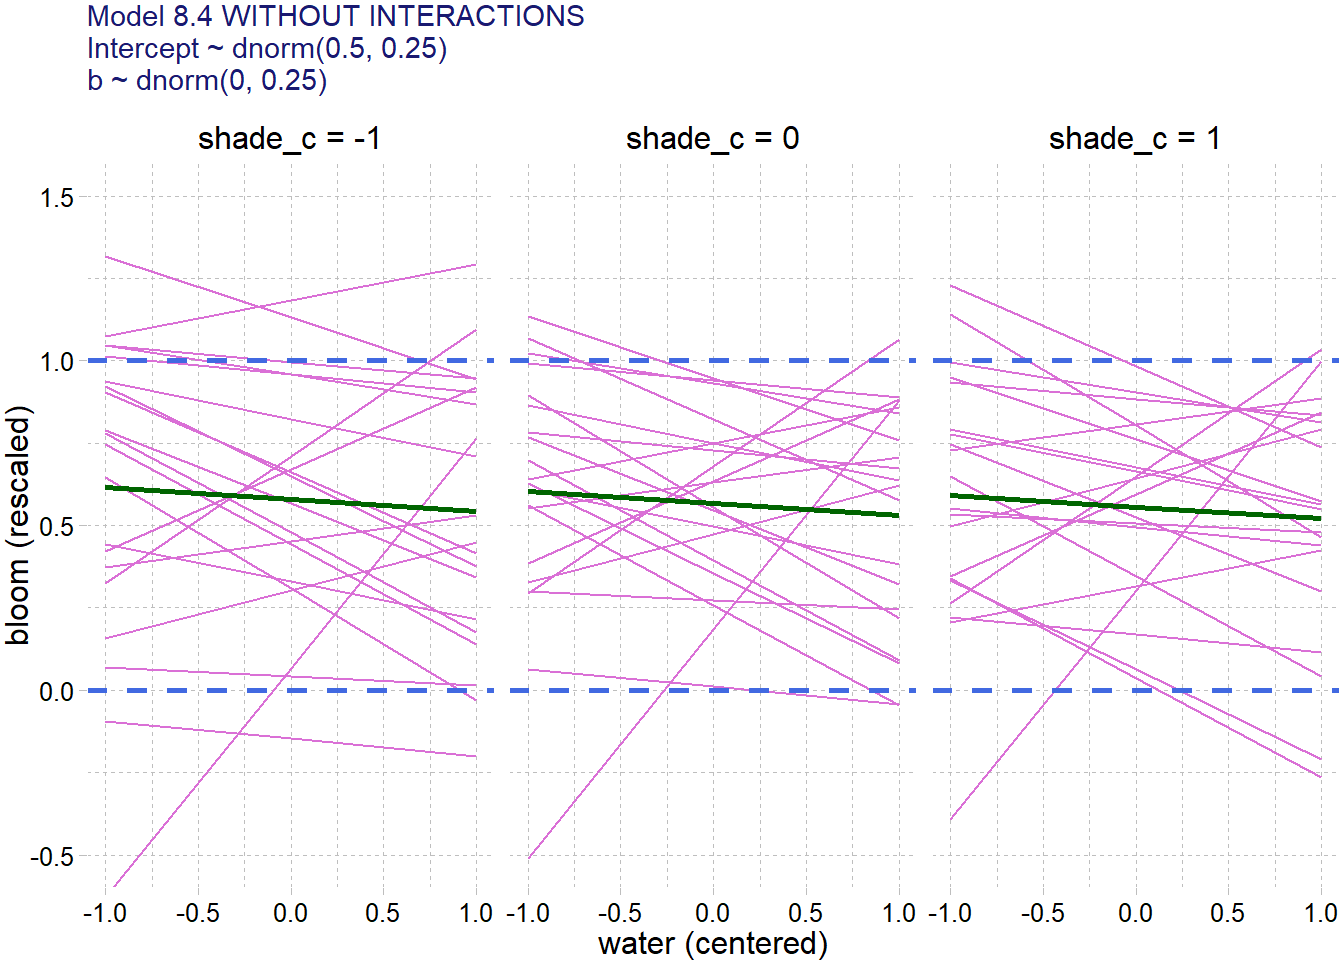 Model 8.4 WITHOUT INTERACTIONS
Intercept ~ dnorm(0.5, 0.25)
b ~ dnorm(0, 0.25)
shade_c = -1
shade_c = 0
shade_c = 1
bloom (rescaled)
1.5
1.0
0.5
0.0
-0.5
-1.0 -0.5 0.0 0.5 1.0
-1.0 -0.5 0.0 0.5 1.0
-1.0 -0.5 0.0 0.5 1.0
water (centered)